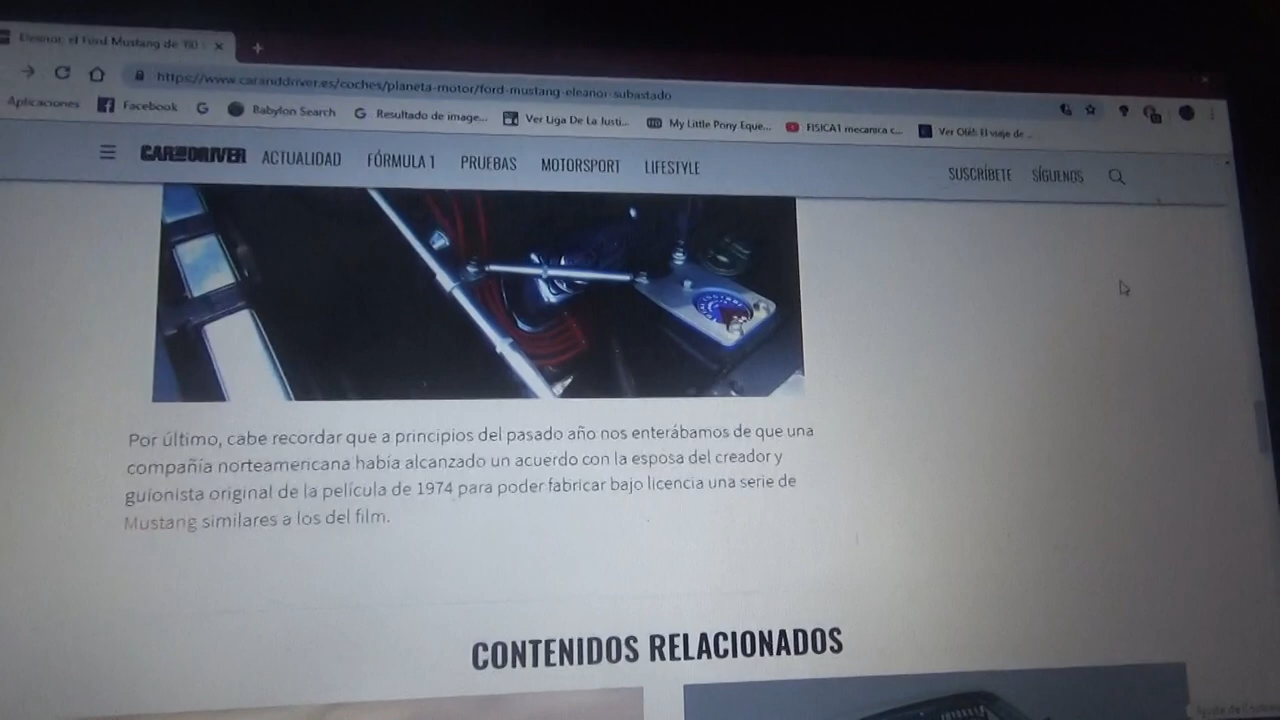 Eleanor, el Ford Mustang de '60
https://www.caranddriver.es/coches/planeta-motor/ford-mustang-eleanor-subastado
Aplicaciones Facebook Babylon Search Resultado de image... Ver Liga De La Justi... My Little Pony Eque... FISICA1 mecanica c... Ver Olé!: El viaje de ...
CAR AND DRIVER ACTUALIDAD FÓRMULA 1 PRUEBAS MOTORSPORT LIFESTYLE SUSCRÍBETE SÍGUENOS
Por último, cabe recordar que a principios del pasado año nos enterábamos de que una
compañía norteamericana había alcanzado un acuerdo con la esposa del creador y
guionista original de la película de 1974 para poder fabricar bajo licencia una serie de
Mustang similares a los del film.
CONTENIDOS RELACIONADOS